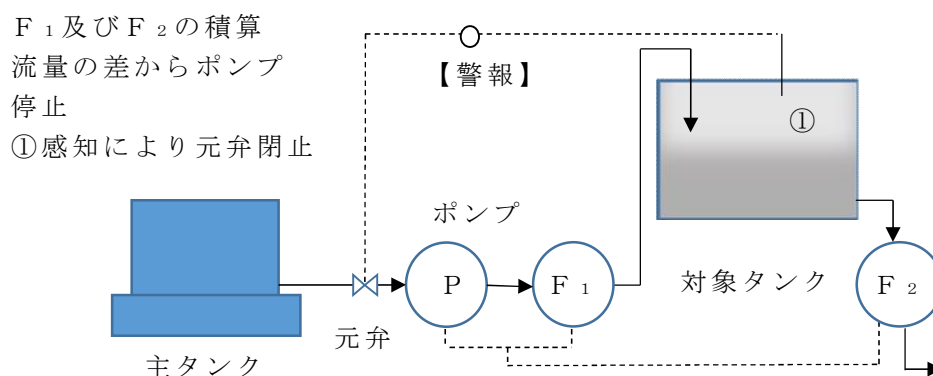 Ｆ₁及びＦ₂の積算
流量の差からポンプ
停止
①感知により元弁閉止
【警報】
①
ポンプ
Ｐ
Ｆ₁
対象タンク
Ｆ₂
元弁
主タンク